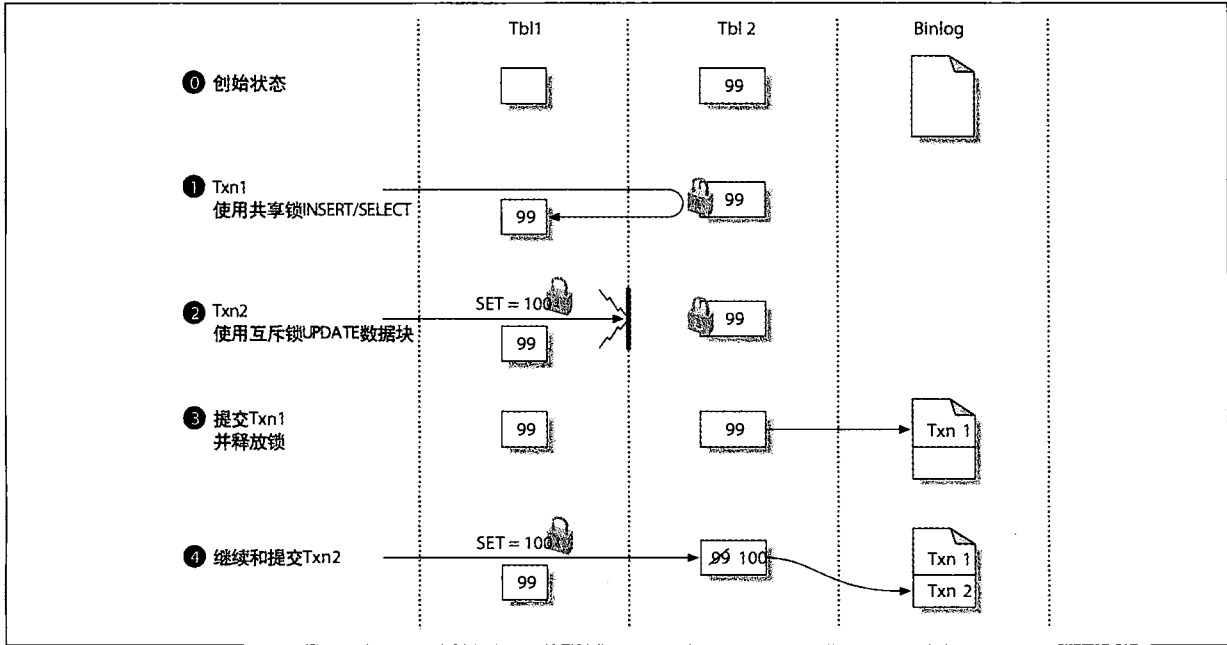 Tbl1 Tbl 2 Binlog
0 创始状态
99
1 Txn1
使用共享锁INSERT/SELECT
99
99
2 Txn2
使用互斥锁UPDATE数据块
SET = 100
99
99
3 提交Txn1
并释放锁
99
99
Txn 1
4 继续和提交Txn2
SET = 100
99
99 100
Txn 1
Txn 2